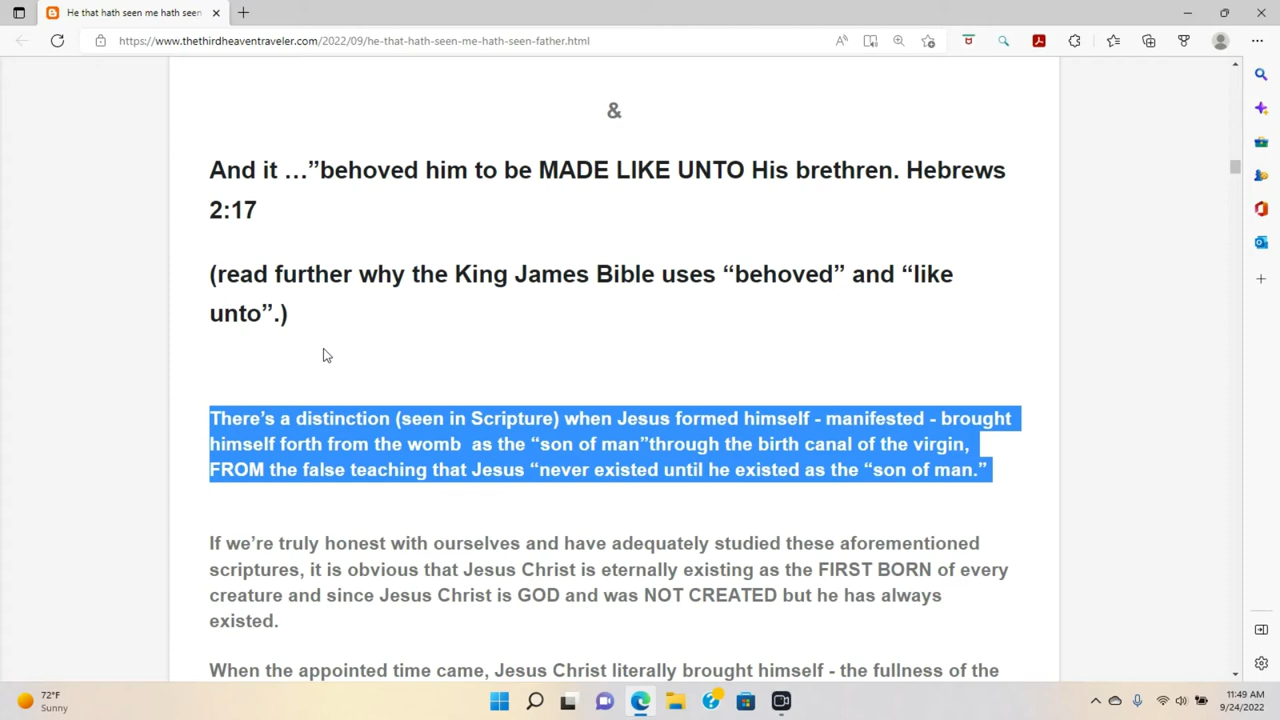 He that hath seen me hath seen
https://www.thethirdheaventraveler.com/2022/09/he-that-hath-seen-me-hath-seen-father.html
&
And it …”behoved him to be MADE LIKE UNTO His brethren. Hebrews
2:17
(read further why the King James Bible uses “behoved” and “like
unto”.)
There’s a distinction (seen in Scripture) when Jesus formed himself - manifested - brought
himself forth from the womb  as the “son of man”through the birth canal of the virgin,
FROM the false teaching that Jesus “never existed until he existed as the “son of man.”
If we’re truly honest with ourselves and have adequately studied these aforementioned
scriptures, it is obvious that Jesus Christ is eternally existing as the FIRST BORN of every
creature and since Jesus Christ is GOD and was NOT CREATED but he has always
existed.
When the appointed time came, Jesus Christ literally brought himself - the fullness of the
72°F
Sunny
11:49 AM
9/24/2022